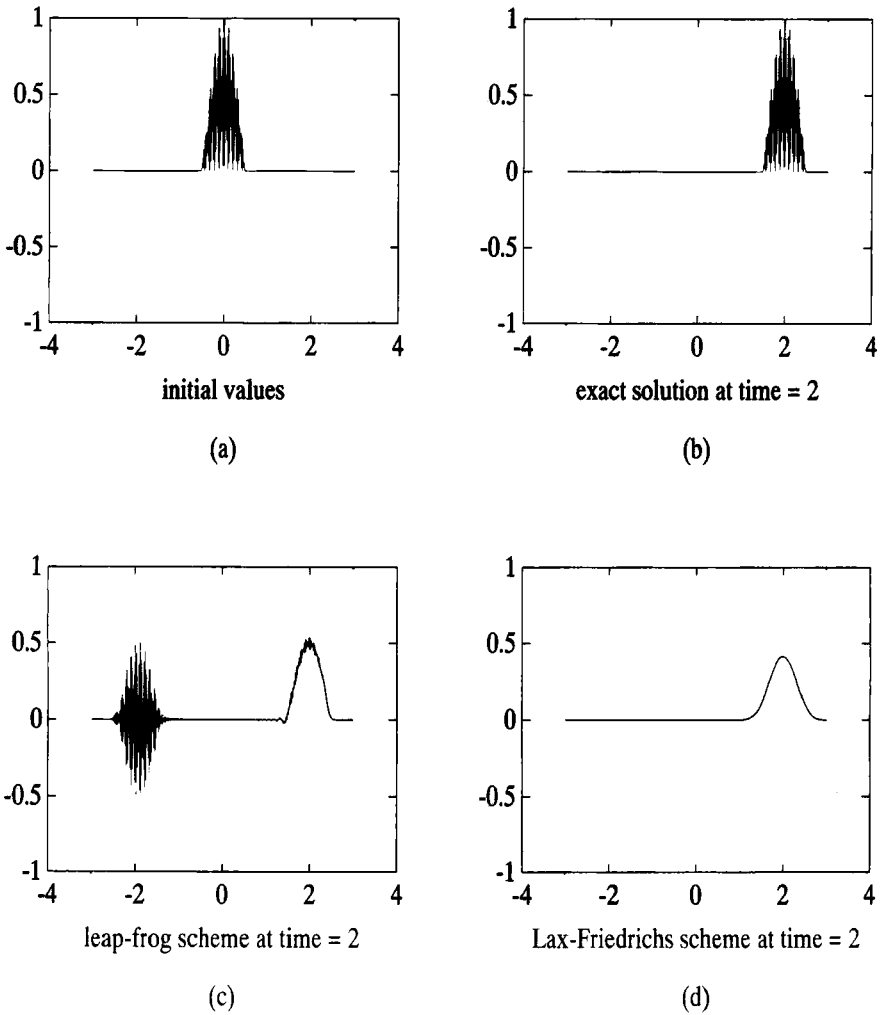 1
0.5
0
-0.5
-1
-4 -2 0 2 4
initial values
(a)
1
0.5
0
-0.5
-1
-4 -2 0 2 4
exact solution at time = 2
(b)
1
0.5
0
-0.5
-1
-4 -2 0 2 4
leap-frog scheme at time = 2
(c)
1
0.5
0
-0.5
-1
-4 -2 0 2 4
Lax-Friedrichs scheme at time = 2
(d)